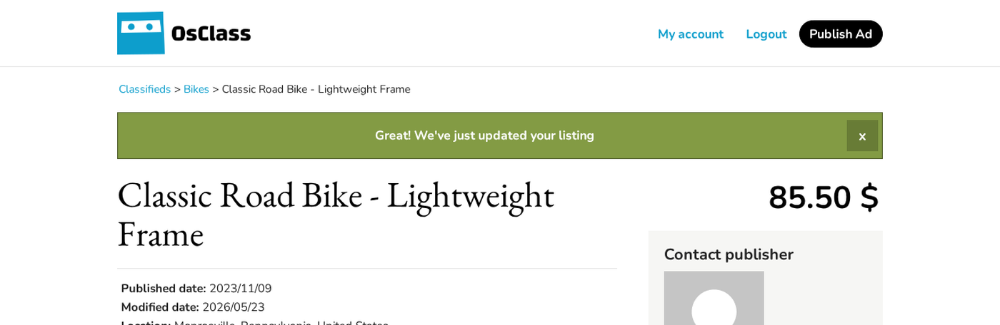 OsClass
My account
Logout
Publish Ad
Classifieds > Bikes > Classic Road Bike - Lightweight Frame
Great! We've just updated your listing
x
Classic Road Bike - Lightweight
Frame
85.50 $
Contact publisher
Published date: 2023/11/09
Modified date: 2026/05/23
Location: Monroeville, Pennsylvania, United States